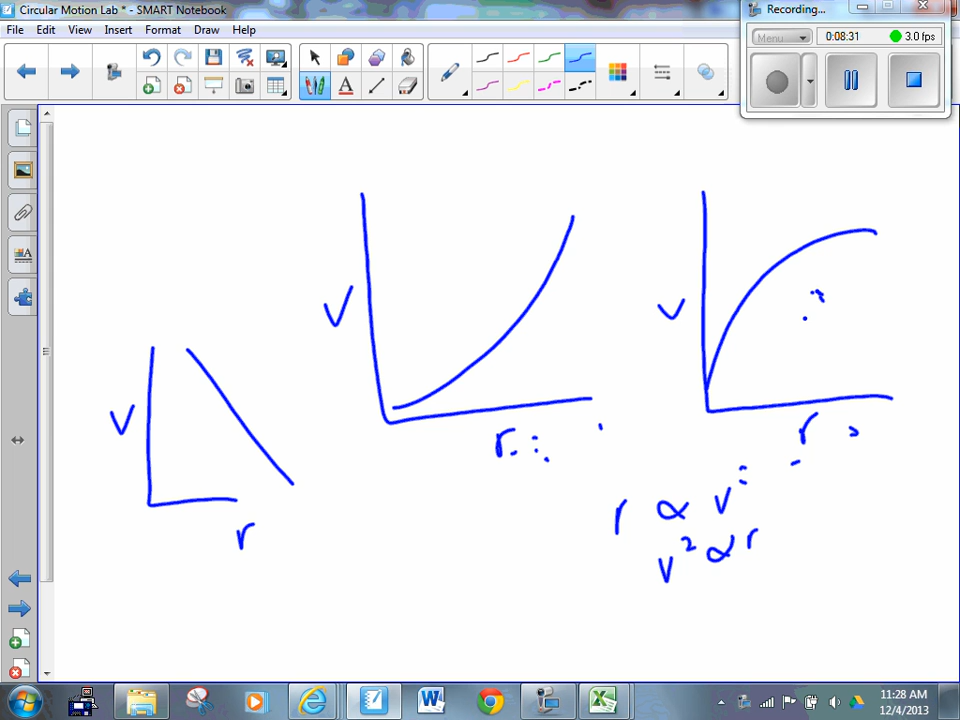 Circular Motion Lab * - SMART Notebook
Recording...
File Edit View Insert Format Draw Help
Menu 0:08:31 3.0 fps
V
r
V
r
V
r
r ∝ v
v² ∝ r
11:28 AM
12/4/2013